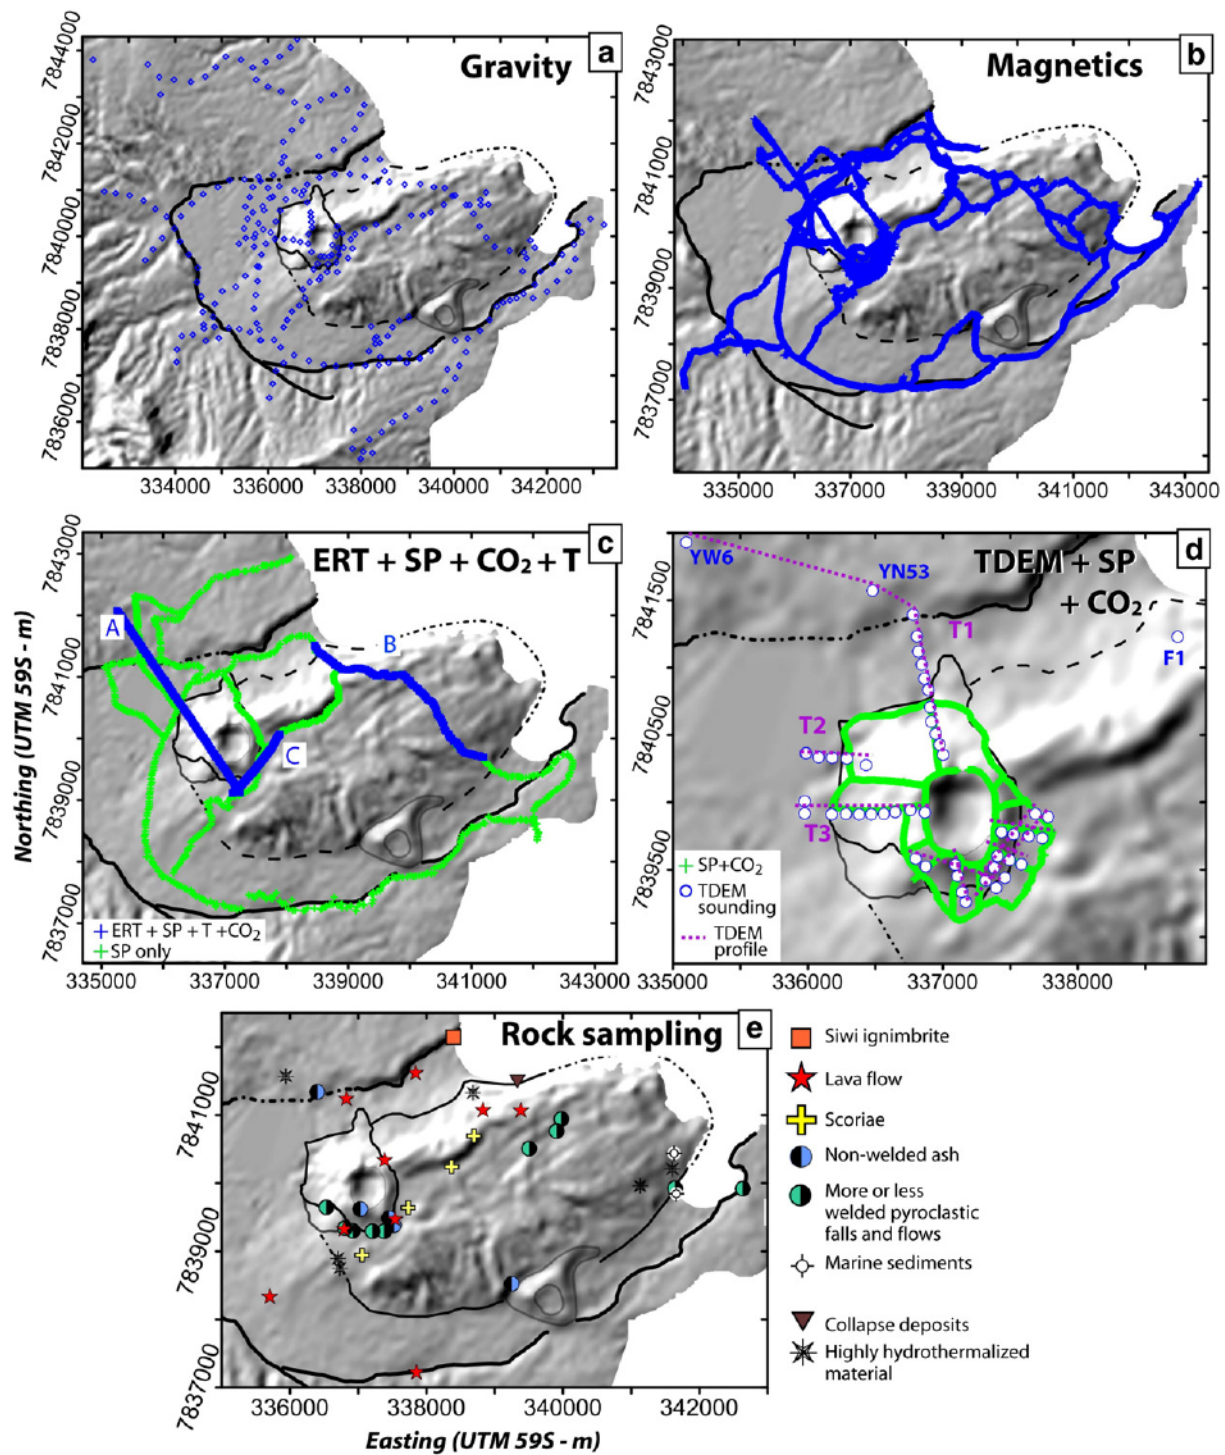 a
Gravity
7844000
7842000
7840000
7838000
7836000
334000 336000 338000 340000 342000
b
Magnetics
7843000
7841000
7839000
7837000
335000 337000 339000 341000 343000
c
ERT + SP + CO2 + T
7843000
7841000
7839000
7837000
A
B
C
ERT + SP + T +CO2
SP only
335000 337000 339000 341000 343000
Northing (UTM 59S - m)
d
TDEM + SP
+ CO2
YW6
YN53
T1
F1
T2
T3
7841500
7840500
7839500
SP+CO2
TDEM
sounding
TDEM
profile
335000 336000 337000 338000
e
Rock sampling
7841000
7839000
7837000
336000 338000 340000 342000
Easting (UTM 59S - m)
Siwi ignimbrite
Lava flow
Scoriae
Non-welded ash
More or less
welded pyroclastic
falls and flows
Marine sediments
Collapse deposits
Highly hydrothermalized
material